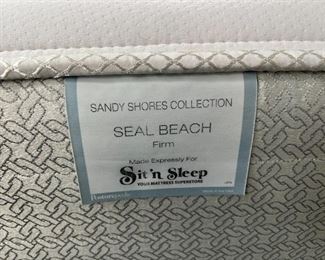 SANDY SHORES COLLECTION
SEAL BEACH
Firm
Made Expressly For
Sit 'n Sleep
YOUR MATTRESS SUPERSTORE